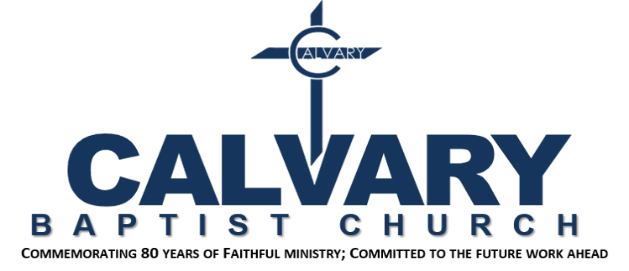 CALVARY
CALVARY
BAPTIST CHURCH
COMMEMORATING 80 YEARS OF FAITHFUL MINISTRY; COMMITTED TO THE FUTURE WORK AHEAD